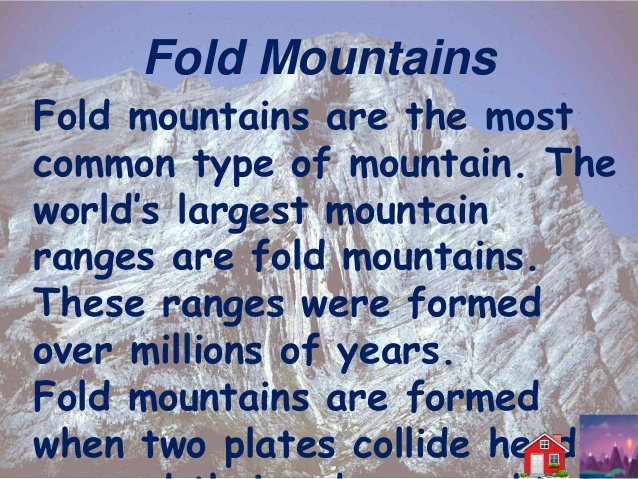 Fold Mountains
Fold mountains are the most
common type of mountain. The
world’s largest mountain
ranges are fold mountains.
These ranges were formed
over millions of years.
Fold mountains are formed
when two plates collide head